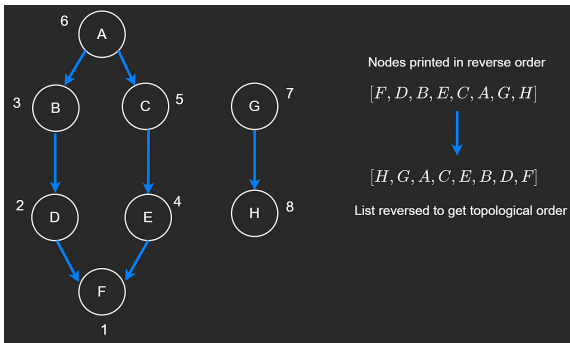 6
A
Nodes printed in reverse order
3
B
C
5
G
7
[F, D, B, E, C, A, G, H]
2
D
E
4
H
8
[H, G, A, C, E, B, D, F]
List reversed to get topological order
F
1